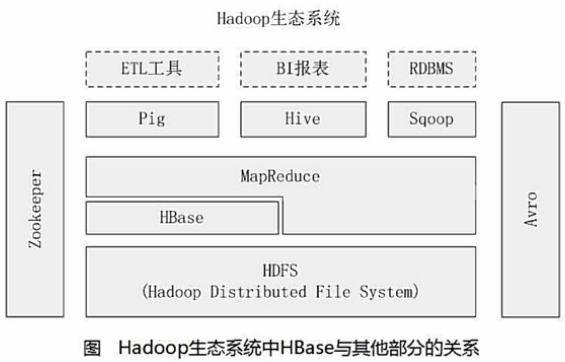 Hadoop生态系统
ETL工具
BI报表
RDBMS
Pig
Hive
Sqoop
Zookeeper
MapReduce
HBase
Avro
HDFS
(Hadoop Distributed File System)
图 Hadoop生态系统中HBase与其他部分的关系